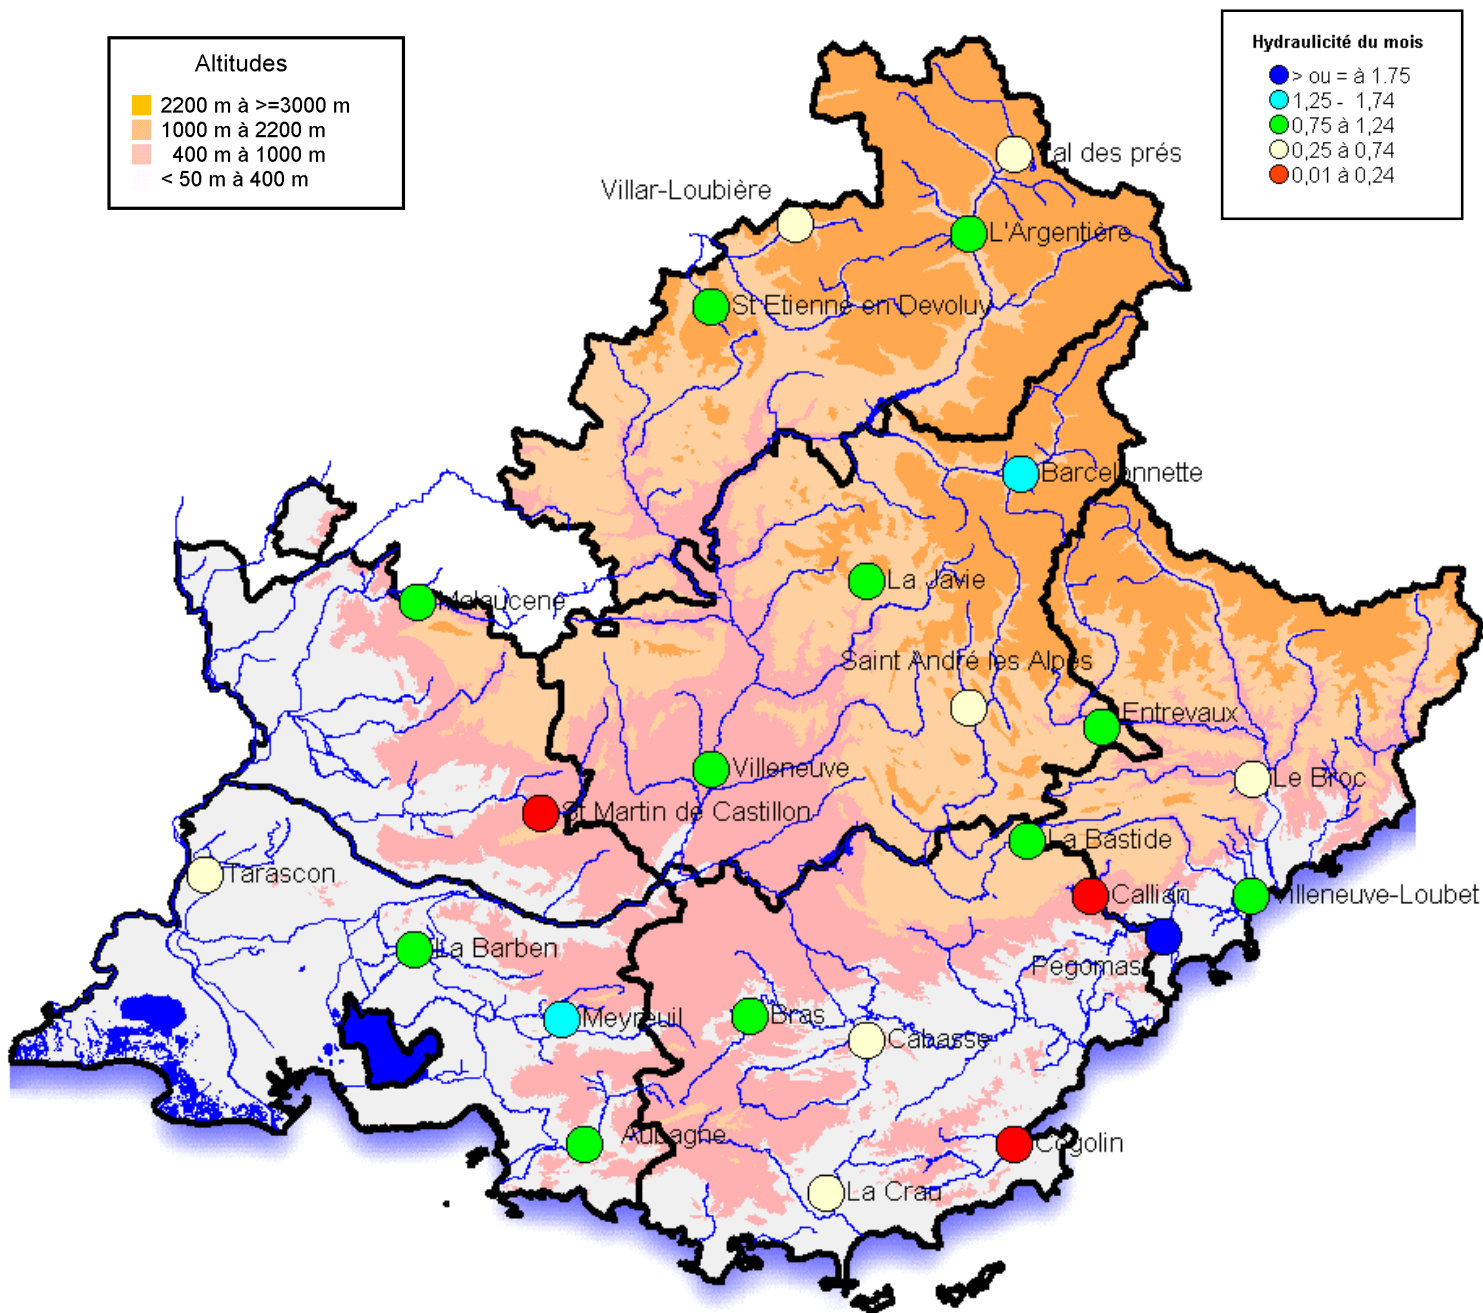 Altitudes
2200 m à >=3000 m
1000 m à 2200 m
400 m à 1000 m
< 50 m à 400 m
Hydraulicité du mois
> ou = à 1.75
1,25 - 1,74
0,75 à 1,24
0,25 à 0,74
0,01 à 0,24
Val des prés
Villar-Loubière
L'Argentière
St Etienne en Devoluy
Barcelonnette
La Javie
Malaucene
Saint André les Alpes
Entrevaux
Villeneuve
Le Broc
St Martin de Castillon
La Bastide
Tarascon
Callian
Villeneuve-Loubet
La Barben
Pegomas
Meyreuil
Bras
Cabasse
Aubagne
Cogolin
La Crau